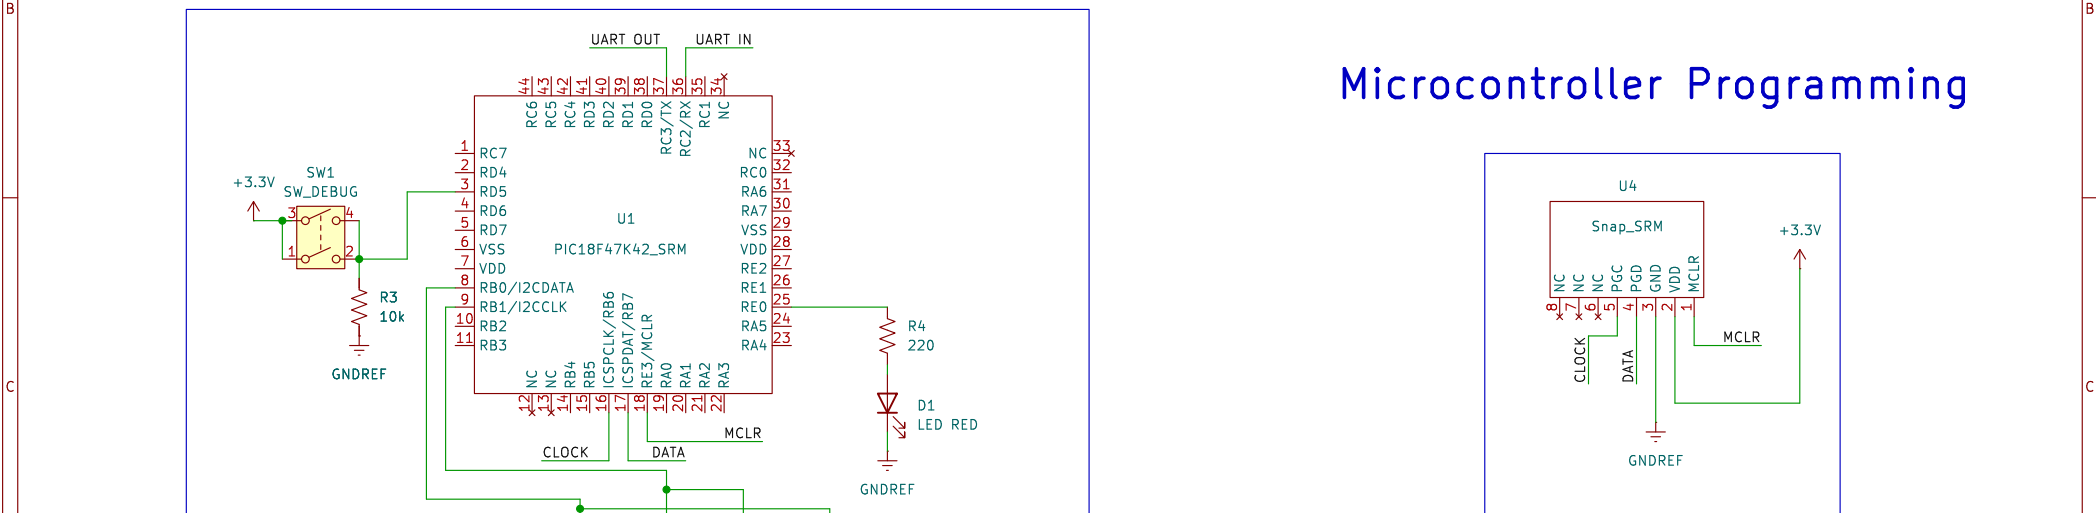 B
B
UART OUT
UART IN
Microcontroller Programming
44
43
42
41
40
39
38
37
36
35
34
RC6
RC5
RC4
RD3
RD2
RD1
RD0
RC3/TX
RC2/RX
RC1
NC
1 RC7
2 RD4
3 RD5
4 RD6
5 RD7
6 VSS
7 VDD
8 RB0/I2CDATA
9 RB1/I2CCLK
10 RB2
11 RB3
NC 33
RC0 32
RA6 31
RA7 30
VSS 29
VDD 28
RE2 27
RE1 26
RE0 25
RA5 24
RA4 23
U1
PIC18F47K42_SRM
NC
NC
RB4
RB5
ICSPCLK/RB6
ICSPDAT/RB7
RE3/MCLR
RA0
RA1
RA2
RA3
12
13
14
15
16
17
18
19
20
21
22
SW1
SW_DEBUG
+3.3V
3
4
1
2
R3
10k
GNDREF
R4
220
D1
LED RED
GNDREF
MCLR
CLOCK
DATA
U4
Snap_SRM
NC
NC
NC
PGC
PGD
GND
VDD
MCLR
8
7
6
5
4
3
2
1
+3.3V
MCLR
CLOCK
DATA
GNDREF
C
C